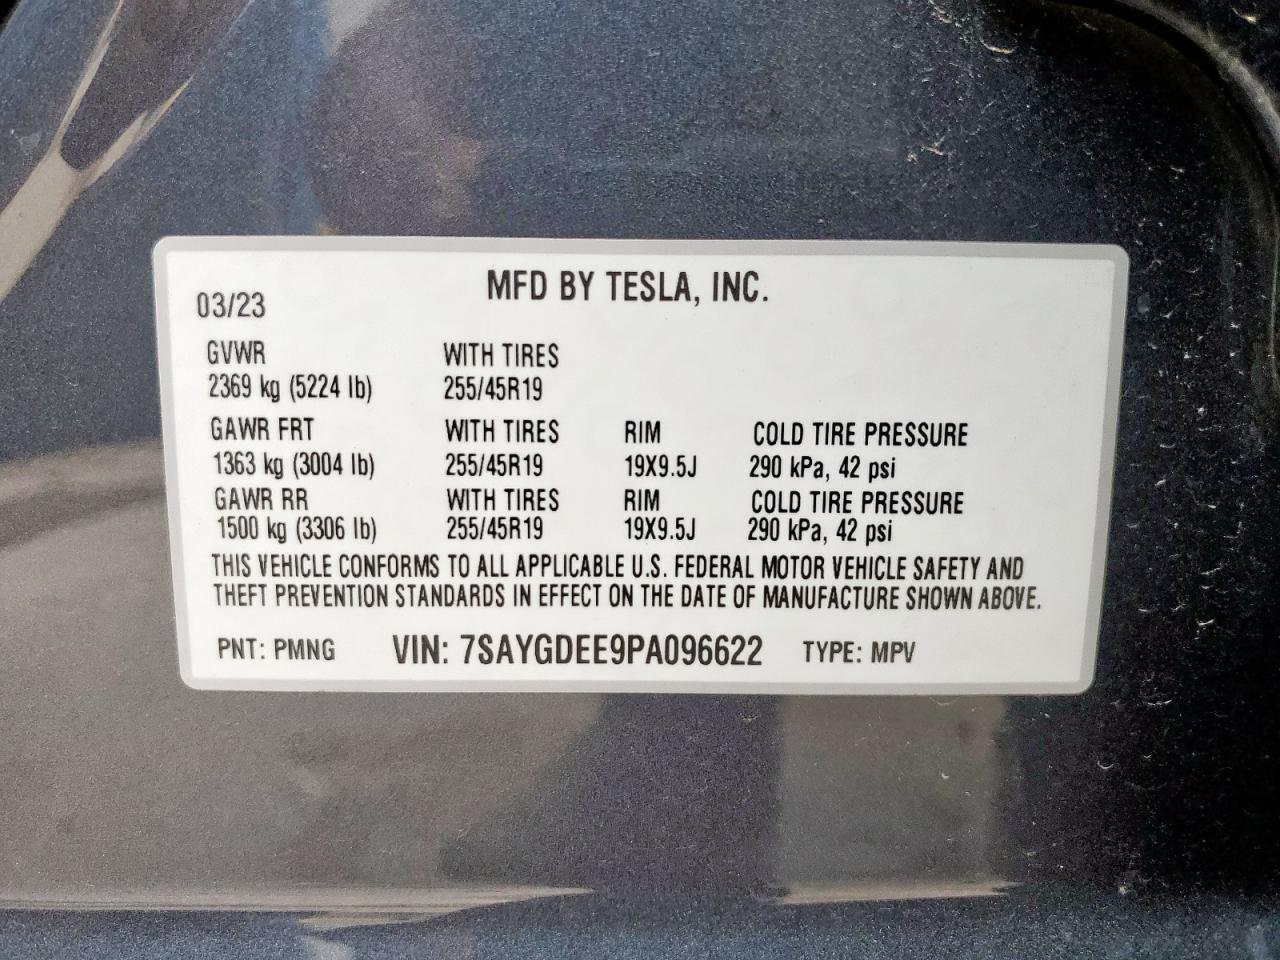 MFD BY TESLA, INC.
03/23
GVWR WITH TIRES
2369 kg (5224 lb) 255/45R19
GAWR FRT WITH TIRES RIM COLD TIRE PRESSURE
1363 kg (3004 lb) 255/45R19 19X9.5J 290 kPa, 42 psi
GAWR RR WITH TIRES RIM COLD TIRE PRESSURE
1500 kg (3306 lb) 255/45R19 19X9.5J 290 kPa, 42 psi
THIS VEHICLE CONFORMS TO ALL APPLICABLE U.S. FEDERAL MOTOR VEHICLE SAFETY AND
THEFT PREVENTION STANDARDS IN EFFECT ON THE DATE OF MANUFACTURE SHOWN ABOVE.
PNT: PMNG VIN: 7SAYGDEE9PA096622 TYPE: MPV